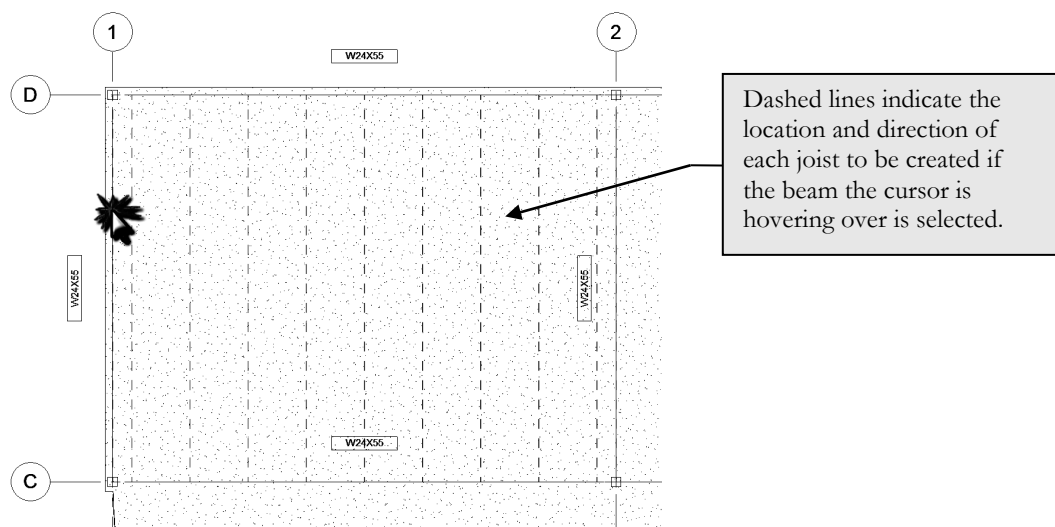 1
2
W24X55
D
Dashed lines indicate the
location and direction of
each joist to be created if
the beam the cursor is
hovering over is selected.
W24X55
W24X55
W24X55
C